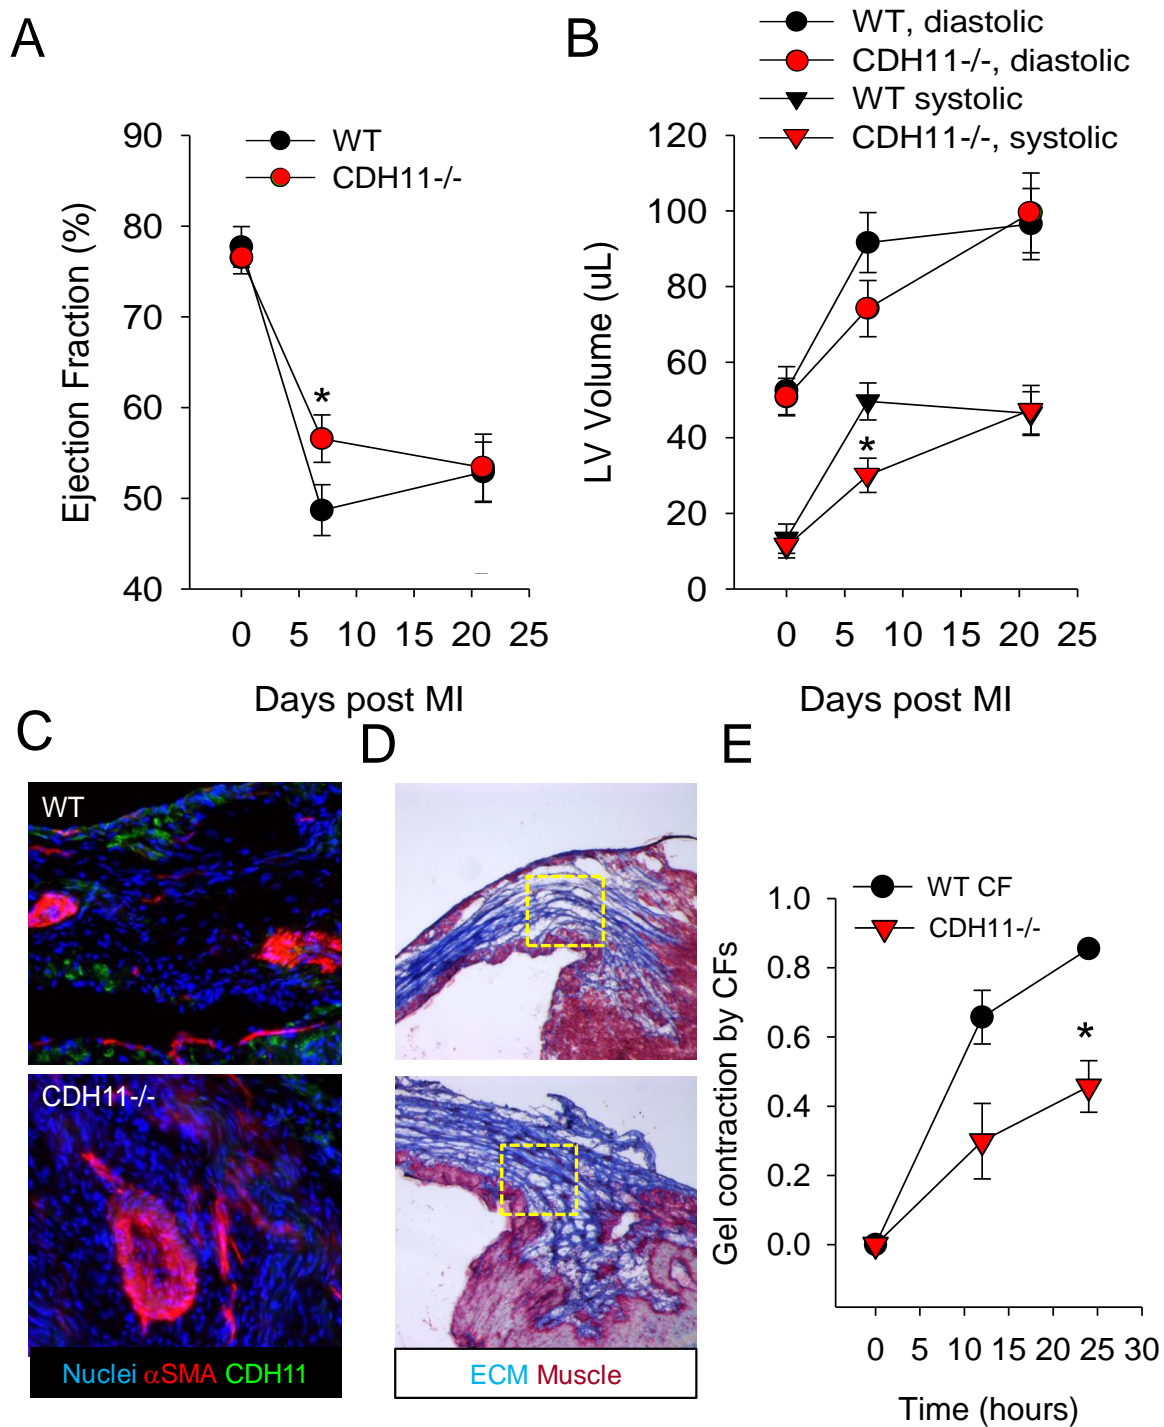 A
WT
CDH11-/-
90
80
70
60
50
40
Ejection Fraction (%)
*
0 5 10 15 20 25
Days post MI
B
WT, diastolic
CDH11-/-, diastolic
WT systolic
CDH11-/-, systolic
120
100
80
60
40
20
0
LV Volume (uL)
*
0 5 10 15 20 25
Days post MI
C
WT
CDH11-/-
Nuclei αSMA CDH11
D
ECM Muscle
E
WT CF
CDH11-/-
1.0
0.8
0.6
0.4
0.2
0.0
Gel contraction by CFs
*
0 5 10 15 20 25 30
Time (hours)